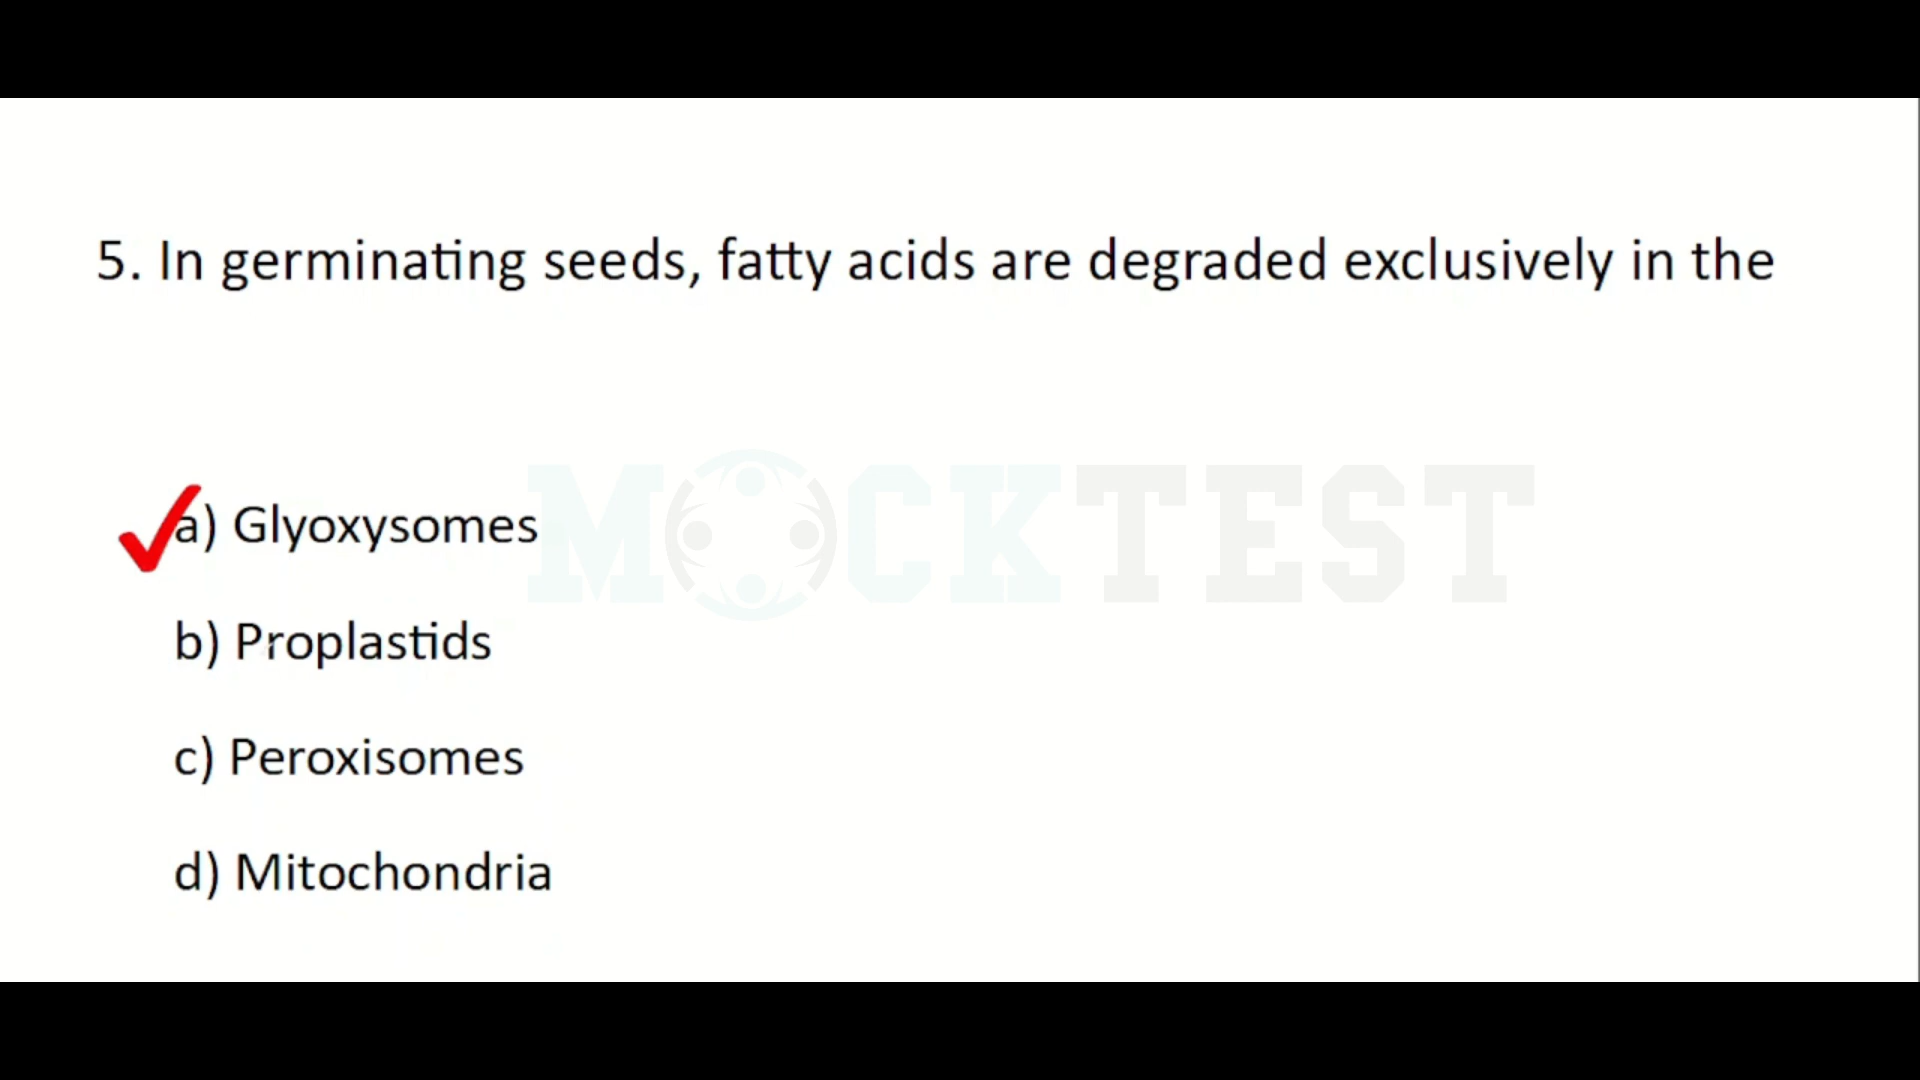 5. In germinating seeds, fatty acids are degraded exclusively in the
MOCKTEST
a) Glyoxysomes
b) Proplastids
c) Peroxisomes
d) Mitochondria